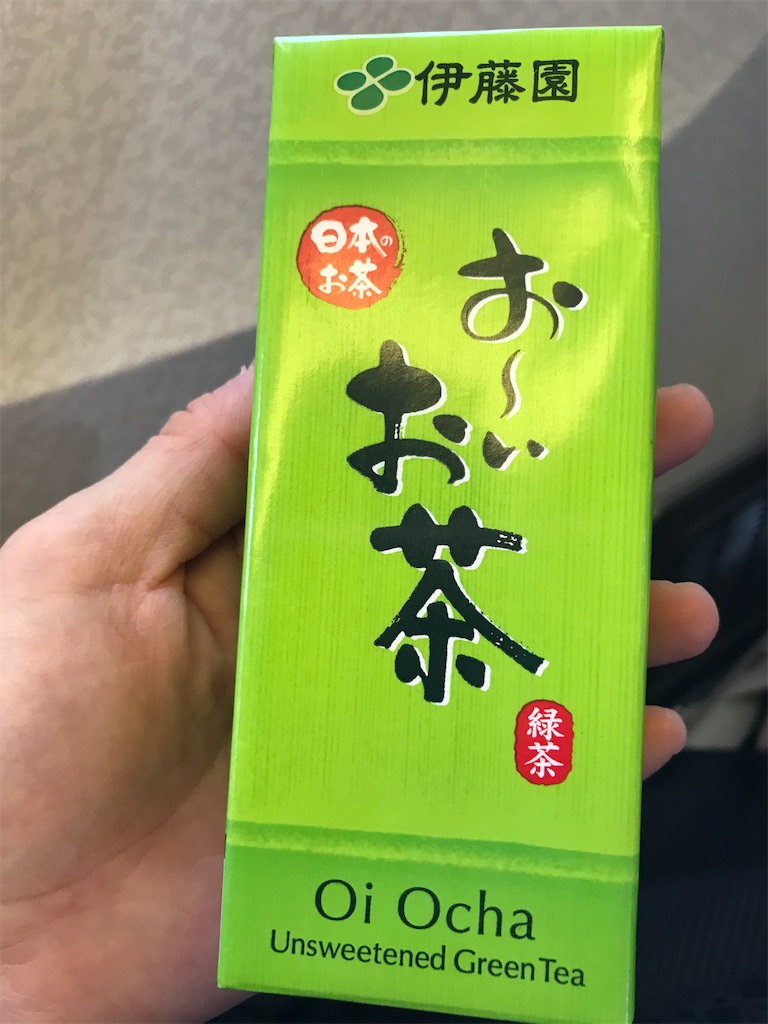 伊藤園
日本の
お茶
お～い
お茶
緑茶
Oi Ocha
Unsweetened Green Tea